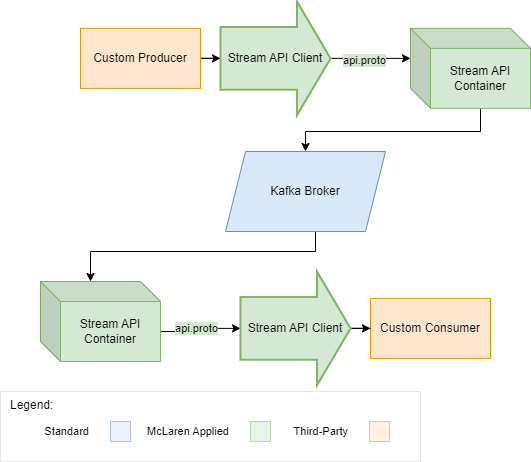 Custom Producer
Stream API Client
api.proto
Stream API
Container
Kafka Broker
Stream API
Container
api.proto
Stream API Client
Custom Consumer
Legend:
Standard
McLaren Applied
Third-Party